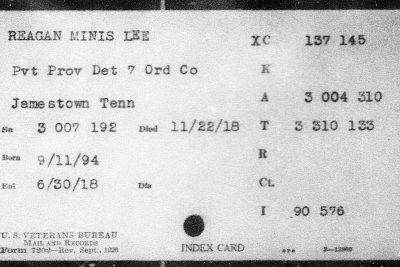 REAGAN MINIS LEE XC 137 145
Pvt Prov Det 7 Ord Co K
Jamestown Tenn A 3 004 310
Sn 3 007 192 Died 11/22/18 T 3 310 133
Born 9/11/94 R
Enl 6/30/18 Dis Ct.
I 90 576
U. S. VETERANS BUREAU
MAIL AND RECORDS
Form 7202—Rev. Sept., 1926 INDEX CARD